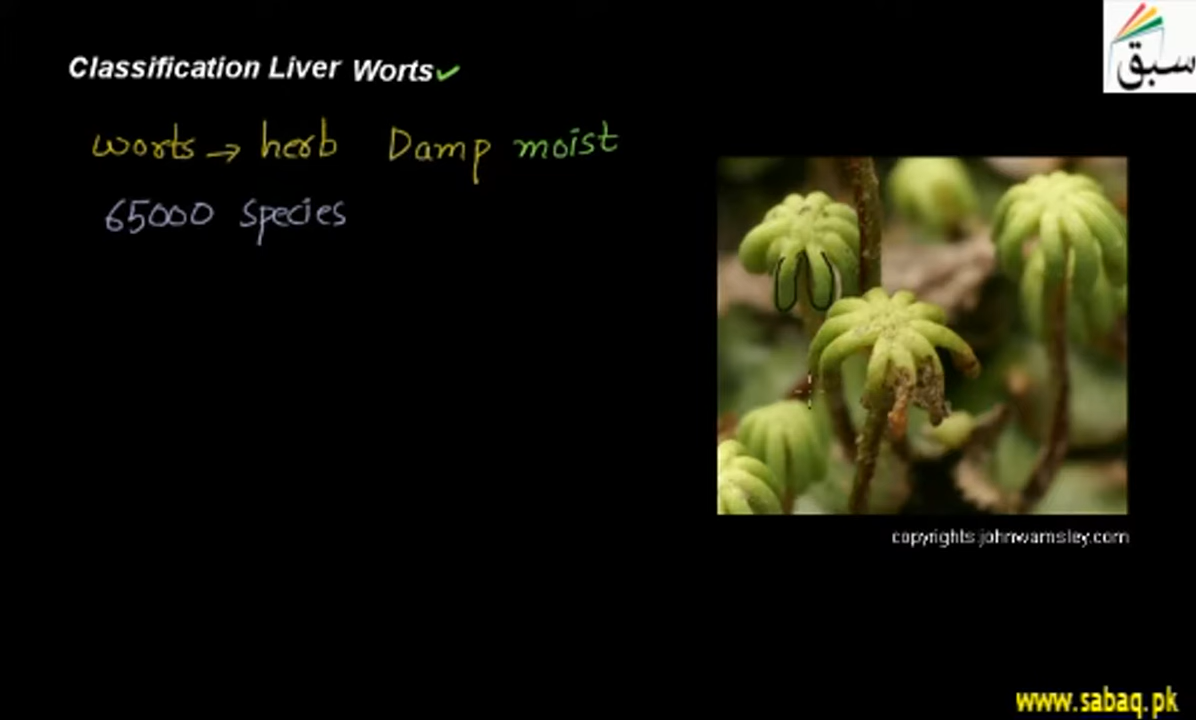 سبق
Classification Liver Worts
worts → herb Damp moist
65000 species
copyrights:johnwamsley.com
www.sabaq.pk